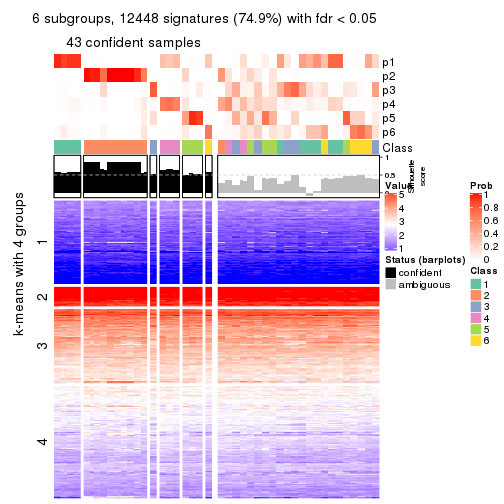 6 subgroups, 12448 signatures (74.9%) with fdr < 0.05
43 confident samples
p1
p2
p3
p4
p5
p6
Class
1
0.5
0
Silhouette
score
k-means with 4 groups
1
2
3
4
Value
5
4
3
2
1
Status (barplots)
confident
ambiguous
Prob
1
0.8
0.6
0.4
0.2
0
Class
1
2
3
4
5
6